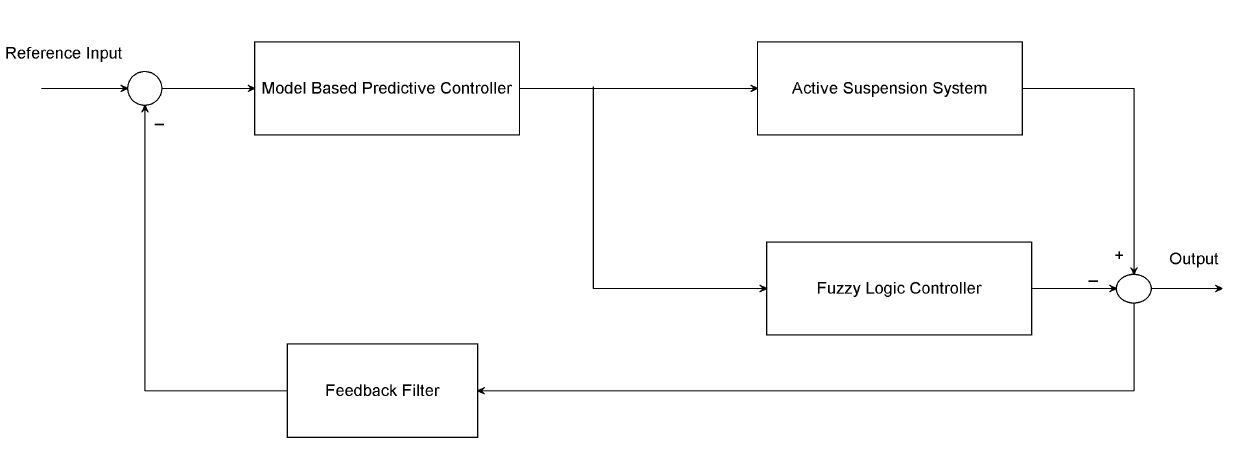 Reference Input
Model Based Predictive Controller
Active Suspension System
−
+
Output
−
Fuzzy Logic Controller
Feedback Filter